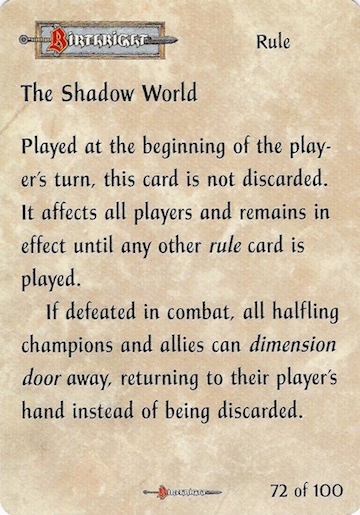 BIRTHRIGHT
Rule
The Shadow World
Played at the beginning of the play-
er's turn, this card is not discarded.
It affects all players and remains in
effect until any other rule card is
played.
If defeated in combat, all halfling
champions and allies can dimension
door away, returning to their player's
hand instead of being discarded.
BIRTHRIGHT
72 of 100